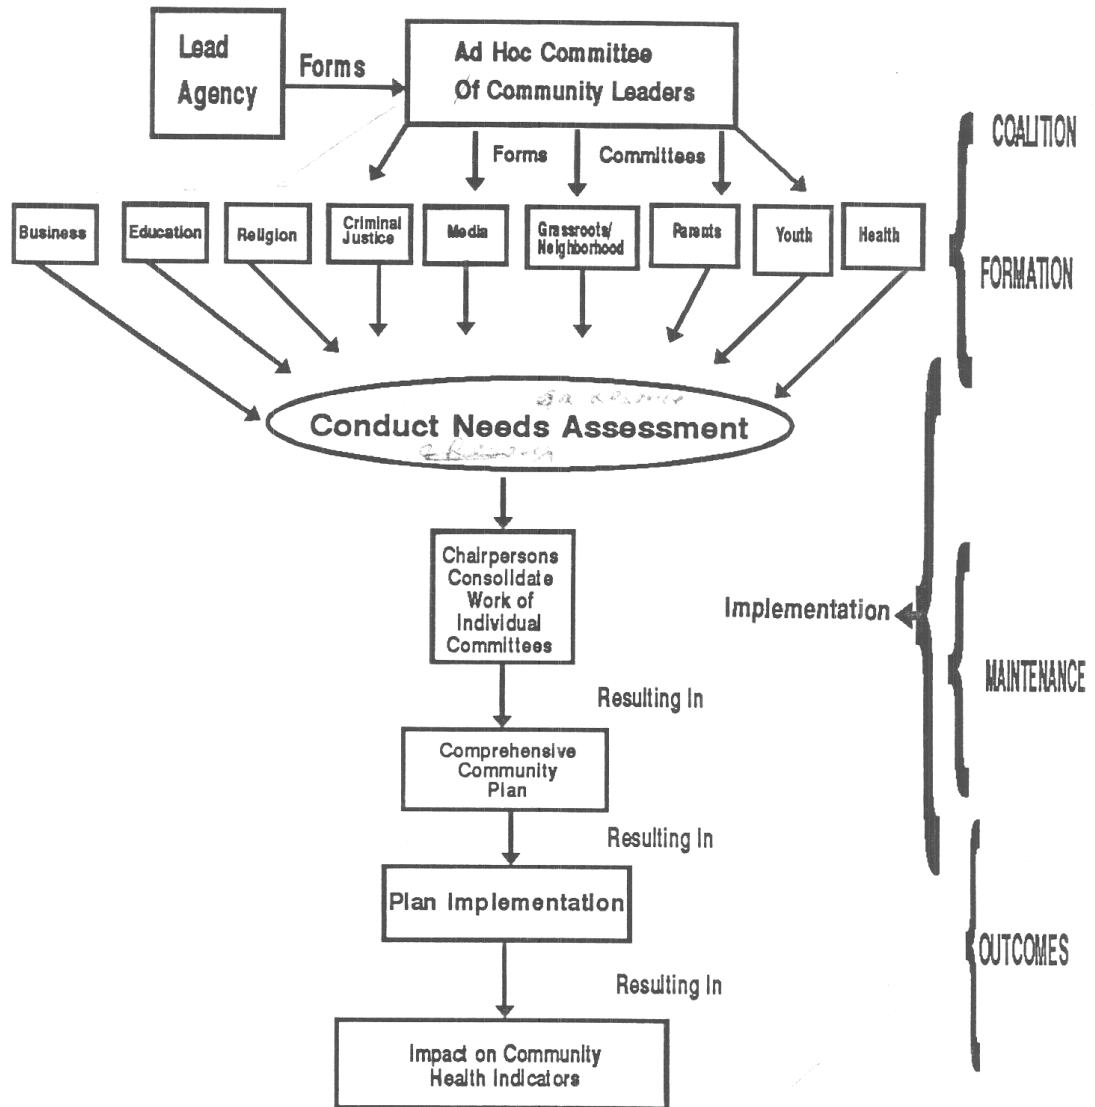 Lead
Agency
Forms
Ad Hoc Committee
Of Community Leaders
Forms Committees
COALITION
FORMATION
Business
Education
Religion
Criminal
Justice
Media
Grassroots/
Neighborhood
Parents
Youth
Health
Conduct Needs Assessment
Chairpersons
Consolidate
Work of
Individual
Committees
Implementation
MAINTENANCE
Resulting In
Comprehensive
Community
Plan
Resulting In
Plan Implementation
OUTCOMES
Resulting In
Impact on Community
Health Indicators